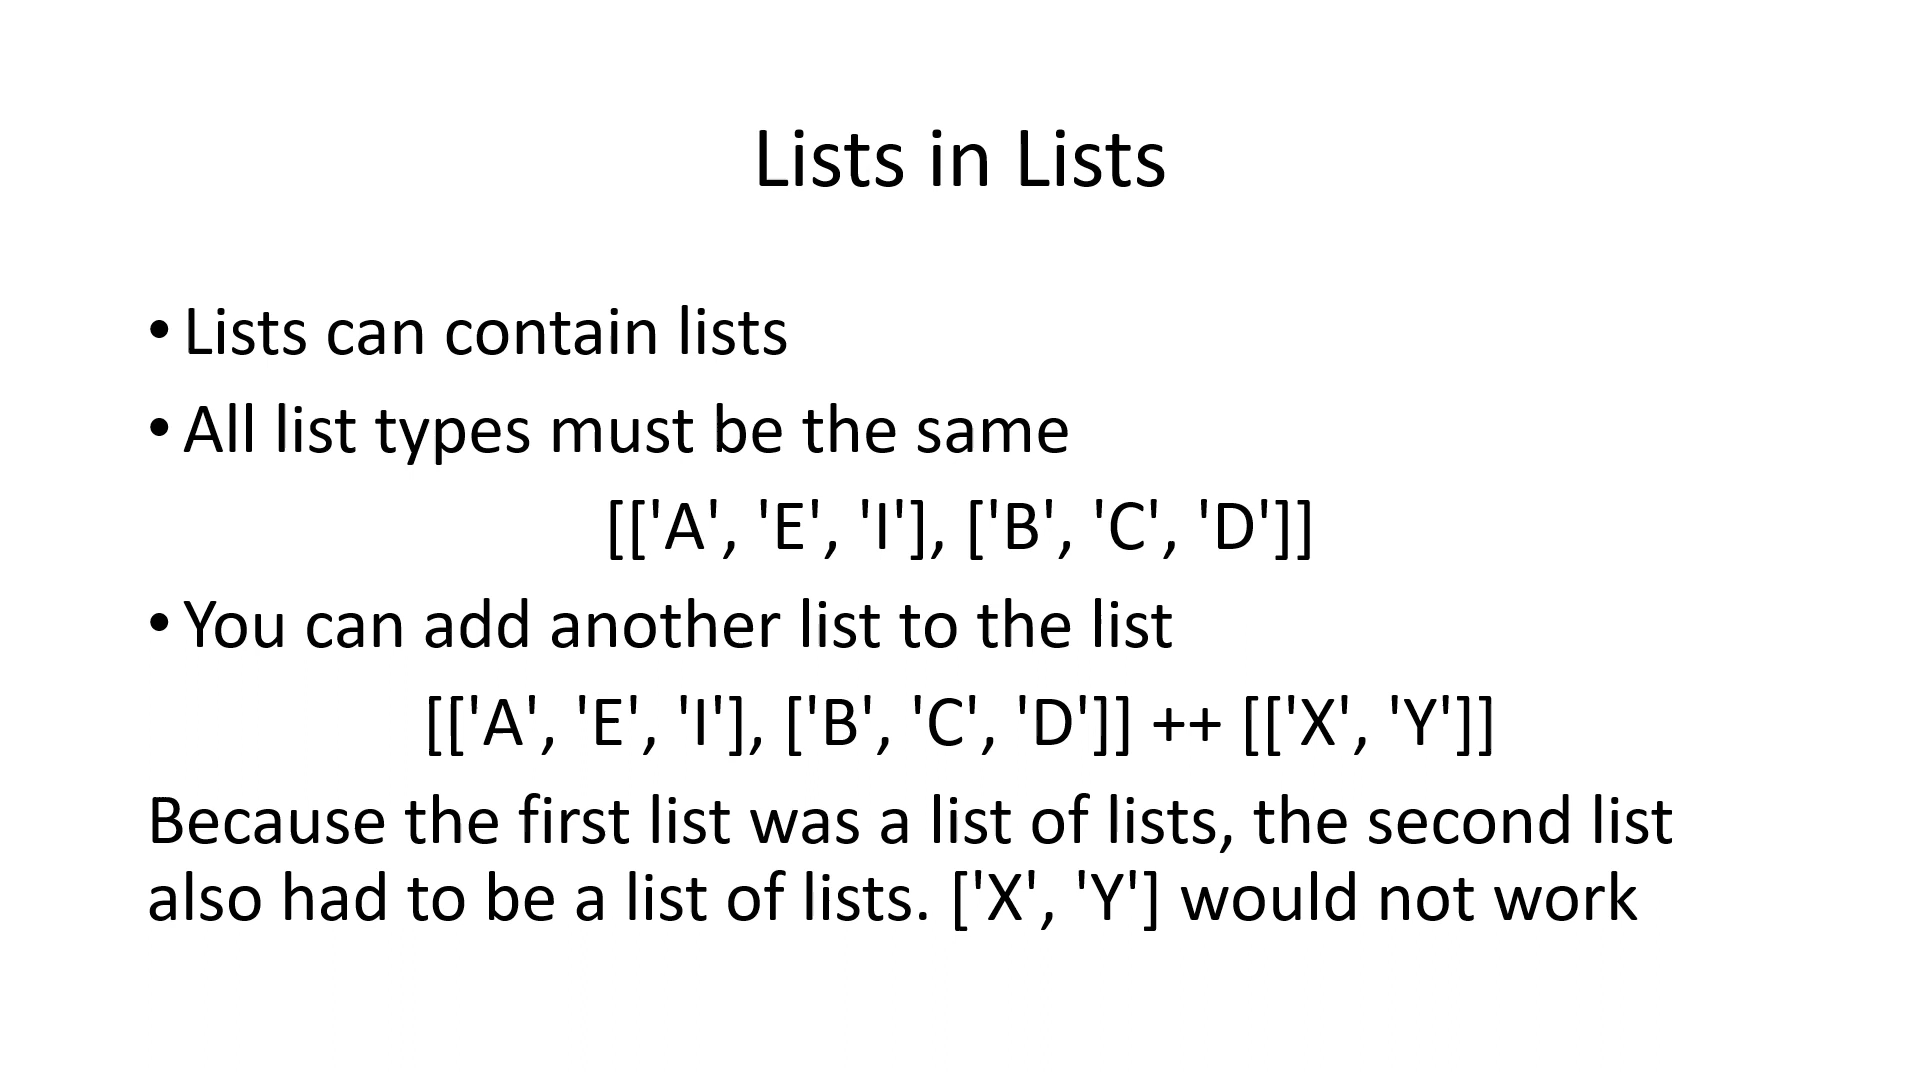 Lists in Lists
• Lists can contain lists
• All list types must be the same
[['A', 'E', 'I'], ['B', 'C', 'D']]
• You can add another list to the list
[['A', 'E', 'I'], ['B', 'C', 'D']] ++ [['X', 'Y']]
Because the first list was a list of lists, the second list
also had to be a list of lists. ['X', 'Y'] would not work